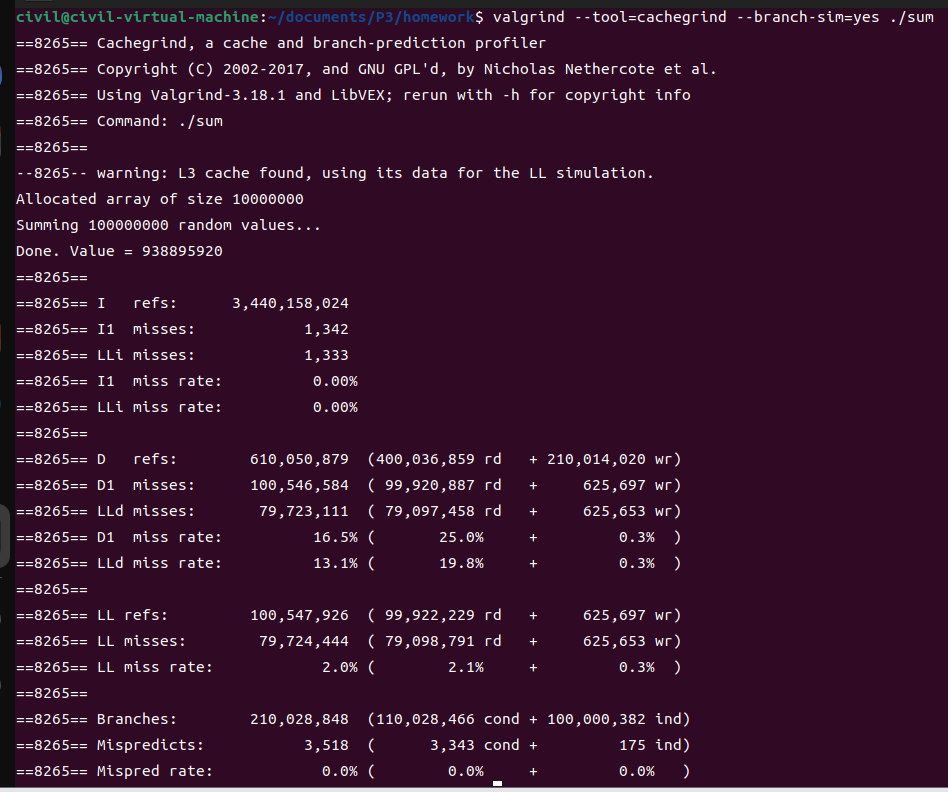 civil@civil-virtual-machine:~/documents/P3/homework$ valgrind --tool=cachegrind --branch-sim=yes ./sum
==8265== Cachegrind, a cache and branch-prediction profiler
==8265== Copyright (C) 2002-2017, and GNU GPL'd, by Nicholas Nethercote et al.
==8265== Using Valgrind-3.18.1 and LibVEX; rerun with -h for copyright info
==8265== Command: ./sum
==8265==
--8265-- warning: L3 cache found, using its data for the LL simulation.
Allocated array of size 10000000
Summing 100000000 random values...
Done. Value = 938895920
==8265==
==8265== I   refs:      3,440,158,024
==8265== I1  misses:            1,342
==8265== LLi misses:            1,333
==8265== I1  miss rate:          0.00%
==8265== LLi miss rate:          0.00%
==8265==
==8265== D   refs:        610,050,879  (400,036,859 rd   + 210,014,020 wr)
==8265== D1  misses:      100,546,584  ( 99,920,887 rd   +     625,697 wr)
==8265== LLd misses:       79,723,111  ( 79,097,458 rd   +     625,653 wr)
==8265== D1  miss rate:          16.5% (       25.0%     +         0.3%  )
==8265== LLd miss rate:          13.1% (       19.8%     +         0.3%  )
==8265==
==8265== LL refs:         100,547,926  ( 99,922,229 rd   +     625,697 wr)
==8265== LL misses:        79,724,444  ( 79,098,791 rd   +     625,653 wr)
==8265== LL miss rate:            2.0% (        2.1%     +         0.3%  )
==8265==
==8265== Branches:        210,028,848  (110,028,466 cond + 100,000,382 ind)
==8265== Mispredicts:           3,518  (      3,343 cond +         175 ind)
==8265== Mispred rate:            0.0% (        0.0%     +         0.0%   )